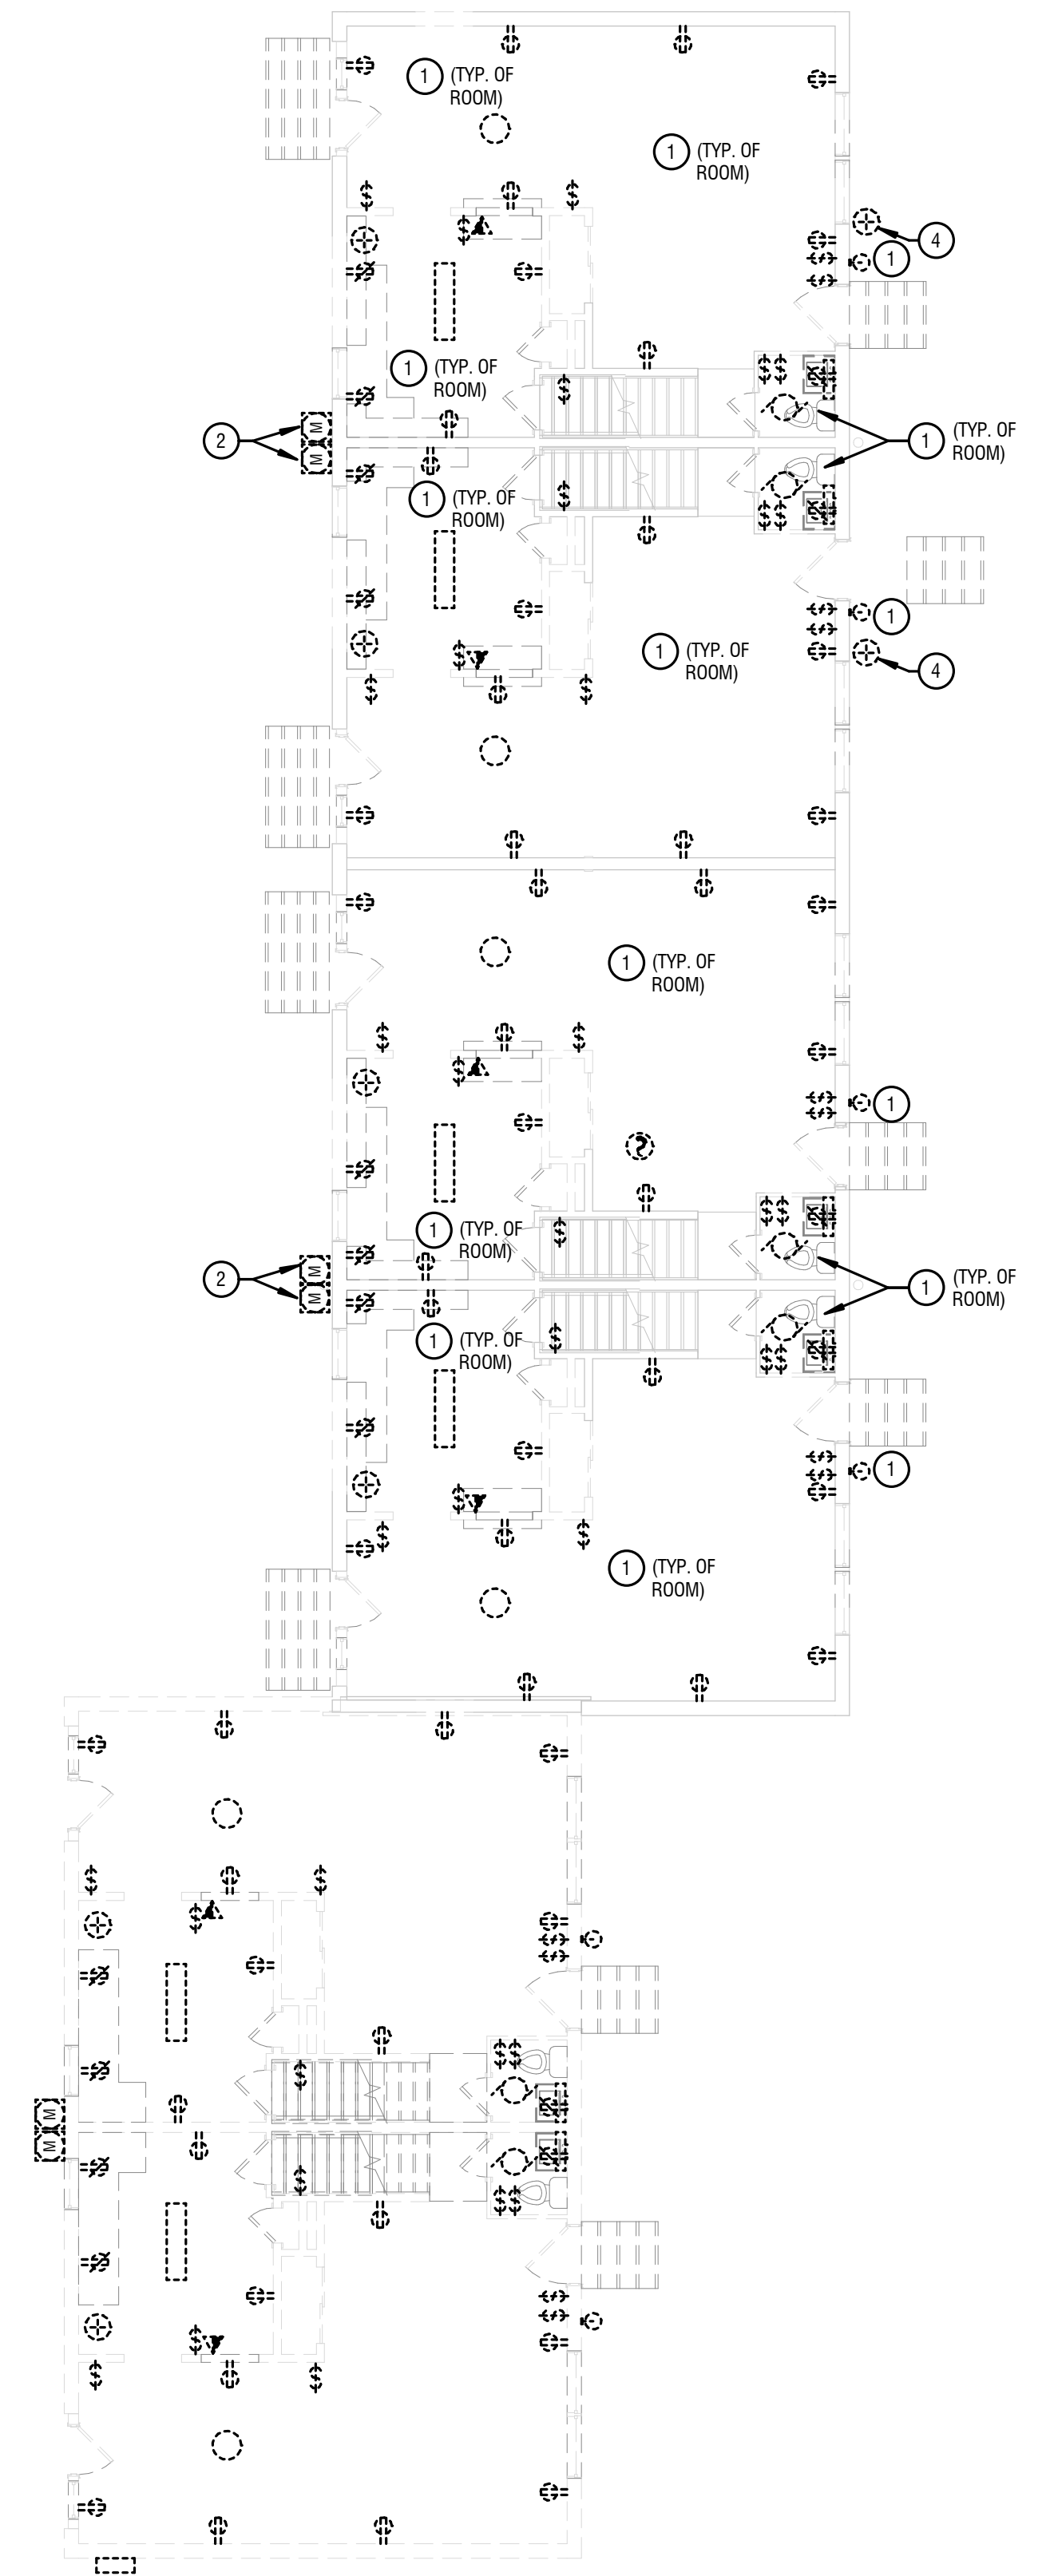 1 (TYP. OF
ROOM)
1 (TYP. OF
ROOM)
4
1
1 (TYP. OF
ROOM)
2
M
M
1 (TYP. OF
ROOM)
1 (TYP. OF
ROOM)
1
1 (TYP. OF
ROOM)
4
1 (TYP. OF
ROOM)
1
1 (TYP. OF
ROOM)
2
M
M
1 (TYP. OF
ROOM)
1 (TYP. OF
ROOM)
1
1 (TYP. OF
ROOM)
M
M